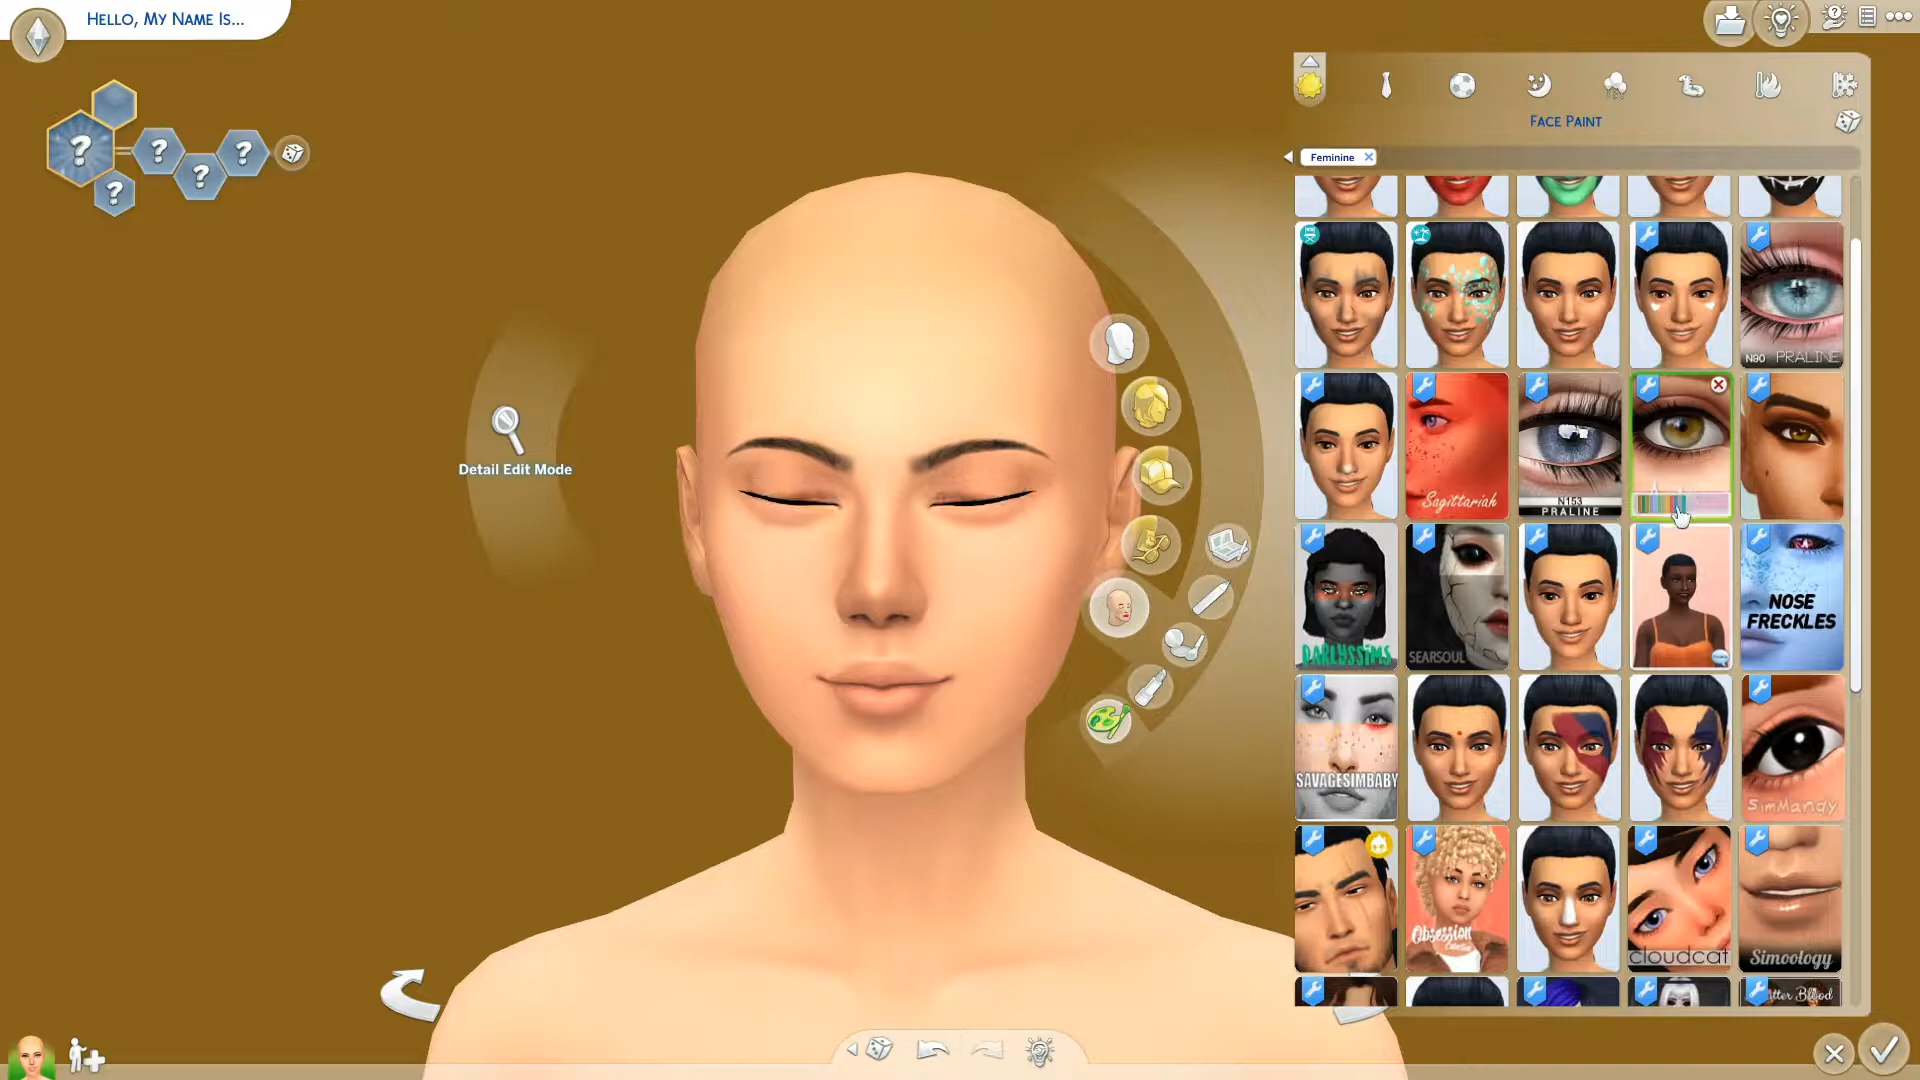 Hello, My Name Is...
Face Paint
Feminine
N90 PRALINE
Sagittariah
N153
PRALINE
Detail Edit Mode
DARLYSSIMS
SEARSOUL
NOSE
FRECKLES
SAVAGESIMBABY
SimMandy
Obsession
cloudcat
Simoology